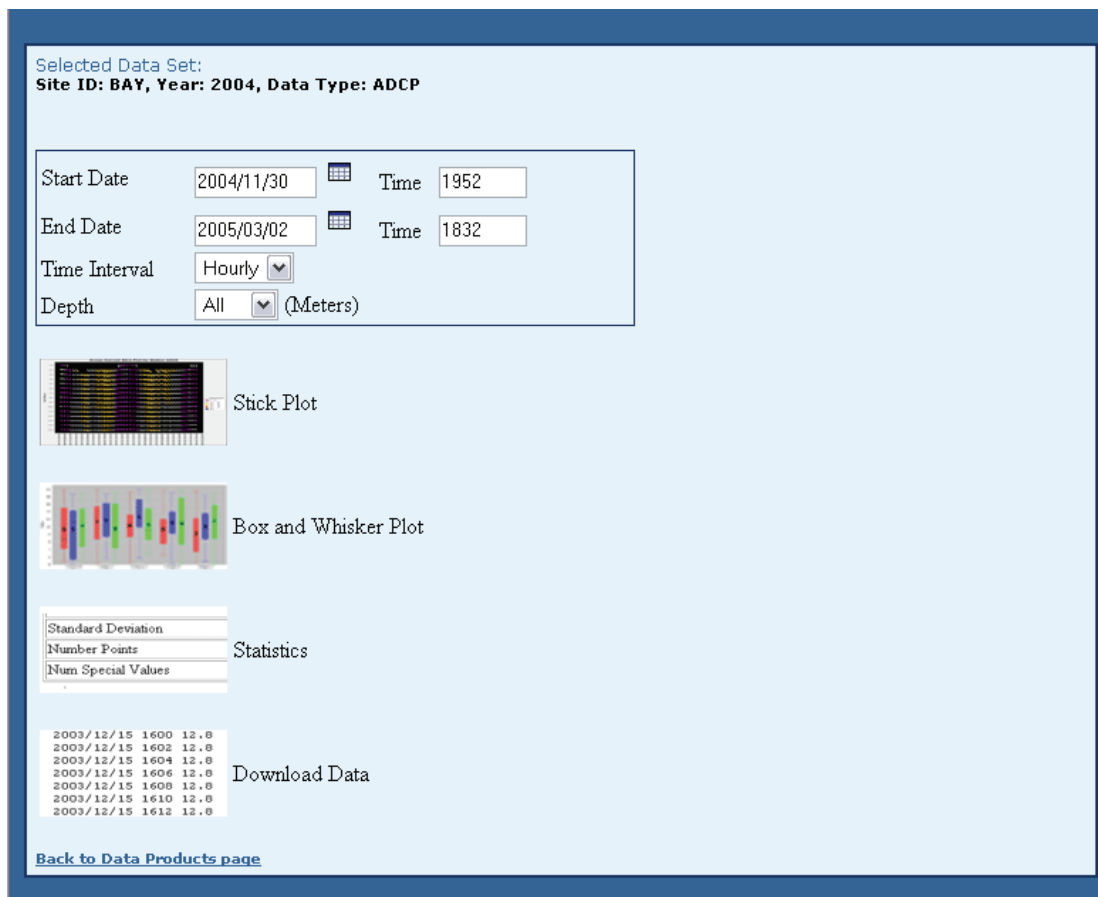 Selected Data Set:
Site ID: BAY, Year: 2004, Data Type: ADCP
Start Date 2004/11/30 Time 1952
End Date 2005/03/02 Time 1832
Time Interval Hourly
Depth All (Meters)
Stick Plot
Box and Whisker Plot
Standard Deviation
Number Points
Num Special Values
Statistics
2003/12/15 1600 12.8
2003/12/15 1602 12.8
2003/12/15 1604 12.8
2003/12/15 1606 12.8
2003/12/15 1608 12.8
2003/12/15 1610 12.8
2003/12/15 1612 12.8
Download Data
Back to Data Products page